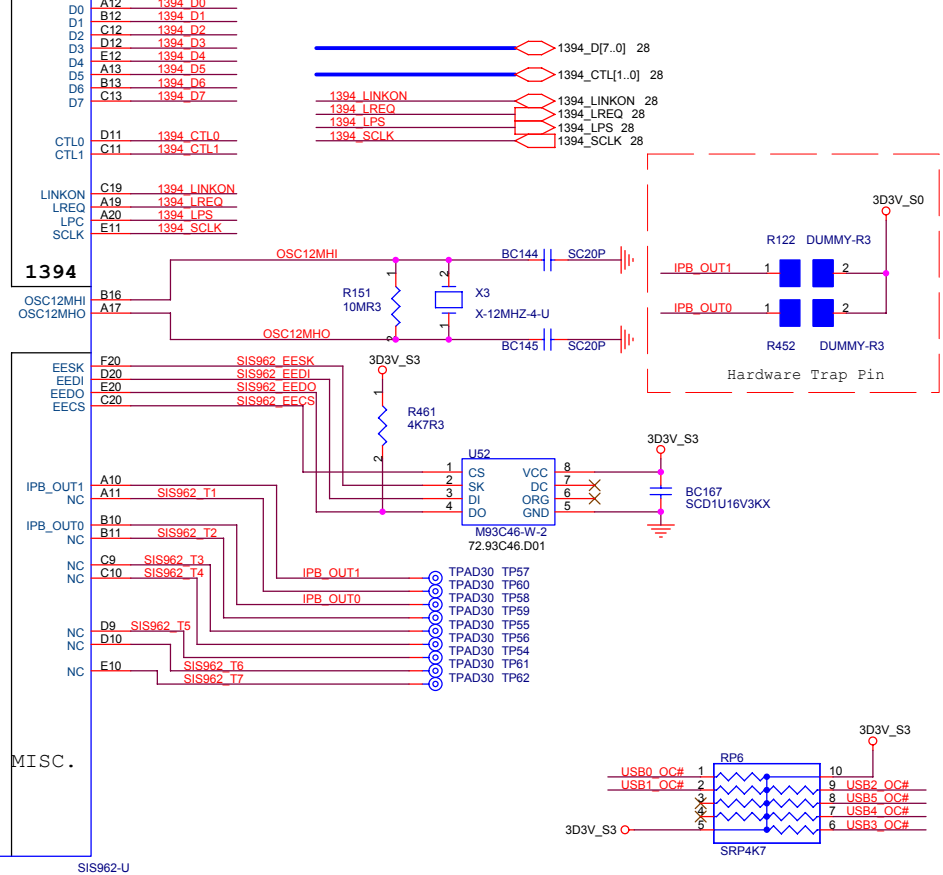 D0 A12 1394_D0
D1 B12 1394_D1
D2 C12 1394_D2
D3 D12 1394_D3
D4 E12 1394_D4
D5 A13 1394_D5
D6 B13 1394_D6
D7 C13 1394_D7
1394_D[7..0] 28
1394_CTL[1..0] 28
1394_LINKON 1394_LINKON 28
1394_LREQ 1394_LREQ 28
1394_LPS 1394_LPS 28
1394_SCLK 1394_SCLK 28
CTL0 D11 1394_CTL0
CTL1 C11 1394_CTL1
LINKON C19 1394_LINKON
LREQ A19 1394_LREQ
LPC A20 1394_LPS
SCLK E11 1394_SCLK
1394
OSC12MHI B16 OSC12MHI
OSC12MHO A17 OSC12MHO
R151
10MR3
1
2
2
X3
X-12MHZ-4-U
1
BC144 SC20P
BC145 SC20P
3D3V_S0
R122 DUMMY-R3
IPB_OUT1 1 2
IPB_OUT0 1 2
R452 DUMMY-R3
Hardware Trap Pin
EESK F20 SIS962_EESK
EEDI D20 SIS962_EEDI
EEDO E20 SIS962_EEDO
EECS C20 SIS962_EECS
3D3V_S3
1
R461
4K7R3
2
U52
1 CS VCC 8
2 SK DC 7
3 DI ORG 6
4 DO GND 5
M93C46-W-2
72.93C46.D01
3D3V_S3
BC167
SCD1U16V3KX
IPB_OUT1 A10
NC A11 SIS962_T1
IPB_OUT0 B10
NC B11 SIS962_T2
NC C9 SIS962_T3
NC C10 SIS962_T4
NC D9 SIS962_T5
NC D10 SIS962_T6
NC E10 SIS962_T7
IPB_OUT1 TPAD30 TP57
TPAD30 TP60
IPB_OUT0 TPAD30 TP58
TPAD30 TP59
TPAD30 TP55
TPAD30 TP56
TPAD30 TP54
TPAD30 TP61
TPAD30 TP62
MISC.
SIS962-U
3D3V_S3
RP6
USB0_OC# 1 10
USB1_OC# 2 9 USB2_OC#
3 8 USB5_OC#
4 7 USB4_OC#
3D3V_S3 5 6 USB3_OC#
SRP4K7